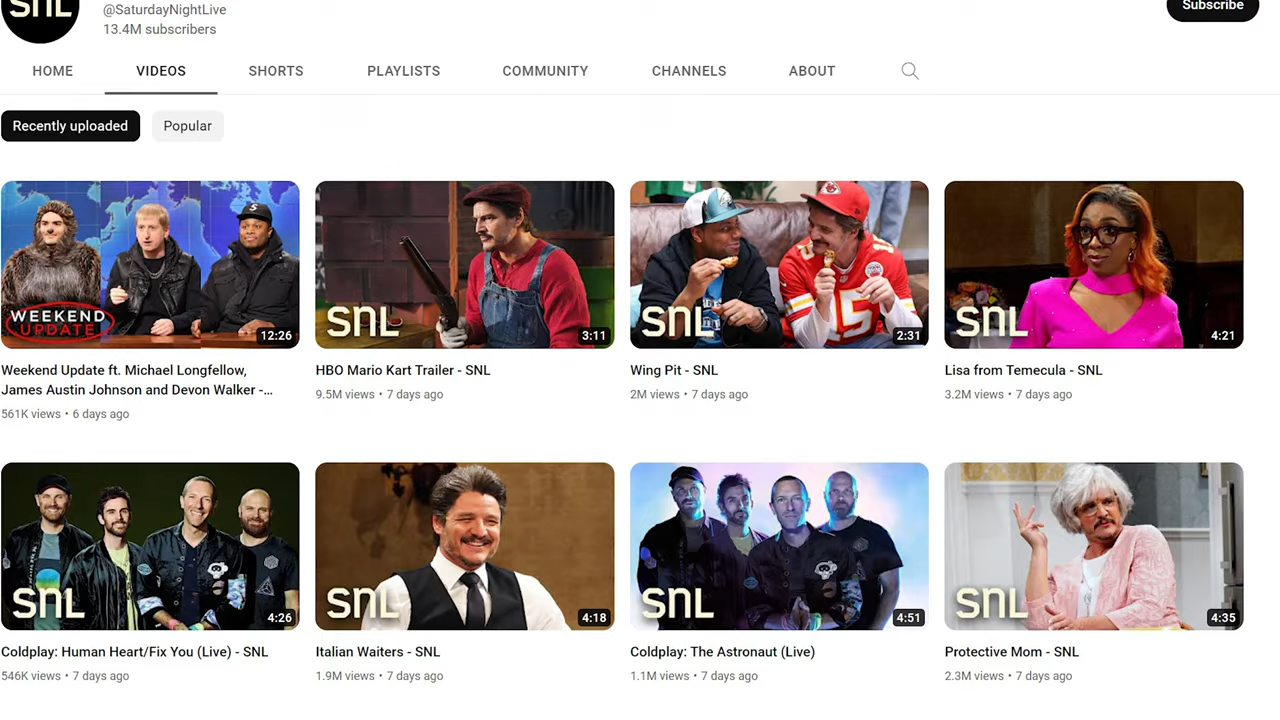 SNL
@SaturdayNightLive
13.4M subscribers
Subscribe
HOME
VIDEOS
SHORTS
PLAYLISTS
COMMUNITY
CHANNELS
ABOUT
Recently uploaded
Popular
S
WEEKEND
UPDATE
12:26
SNL
3:11
SNL
15
2:31
SNL
4:21
Weekend Update ft. Michael Longfellow,
James Austin Johnson and Devon Walker -...
561K views • 6 days ago
HBO Mario Kart Trailer - SNL
9.5M views • 7 days ago
Wing Pit - SNL
2M views • 7 days ago
Lisa from Temecula - SNL
3.2M views • 7 days ago
SNL
4:26
SNL
4:18
SNL
4:51
SNL
4:35
Coldplay: Human Heart/Fix You (Live) - SNL
546K views • 7 days ago
Italian Waiters - SNL
1.9M views • 7 days ago
Coldplay: The Astronaut (Live)
1.1M views • 7 days ago
Protective Mom - SNL
2.3M views • 7 days ago